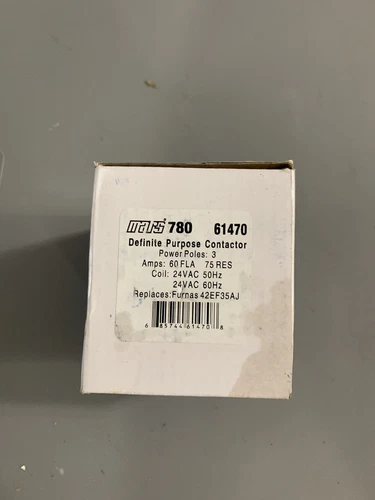 mars 780 61470
Definite Purpose Contactor
Power Poles: 3
Amps: 60 FLA 75 RES
Coil: 24VAC 50Hz
24VAC 60Hz
Replaces: Furnas 42EF35AJ
6 85744 61470 8